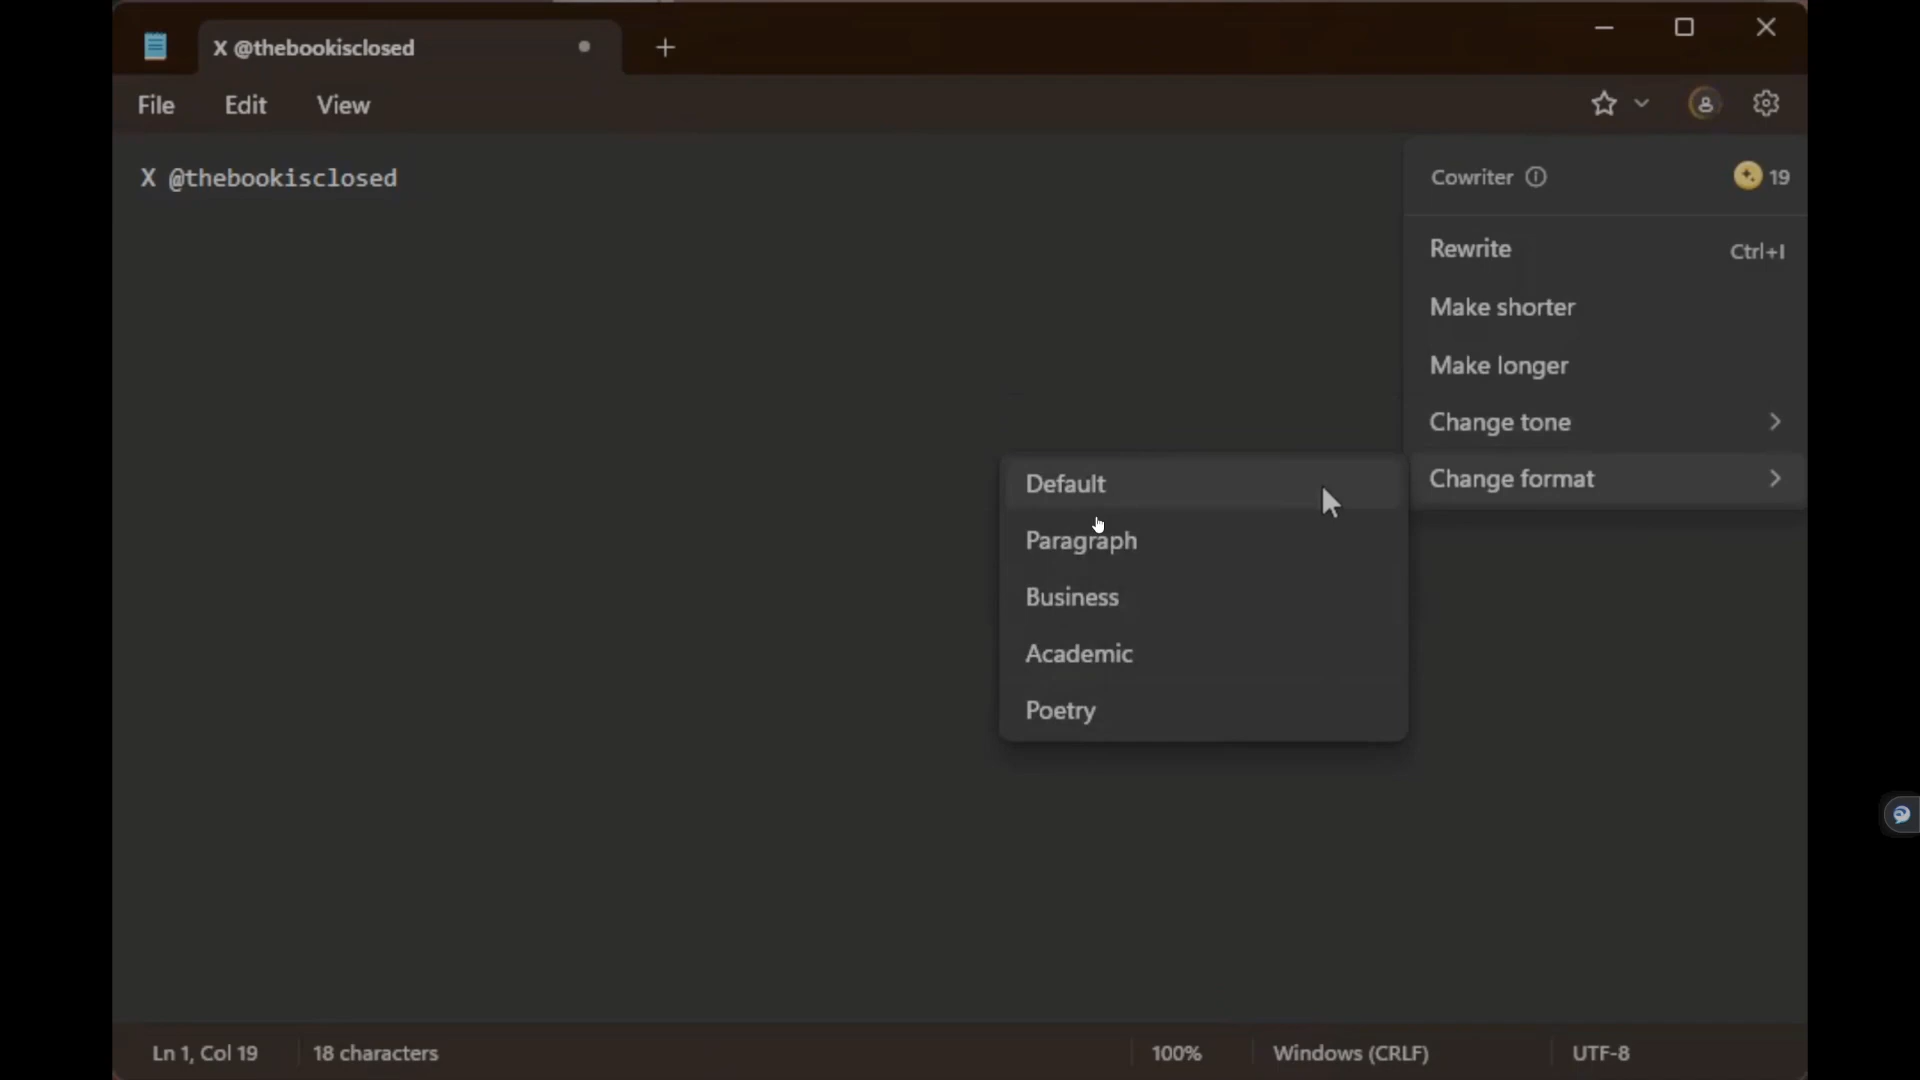 X @thebookisclosed
File Edit View
X @thebookisclosed
Cowriter 19
Rewrite Ctrl+I
Make shorter
Make longer
Change tone
Change format
Default
Paragraph
Business
Academic
Poetry
Ln 1, Col 19 18 characters 100% Windows (CRLF) UTF-8